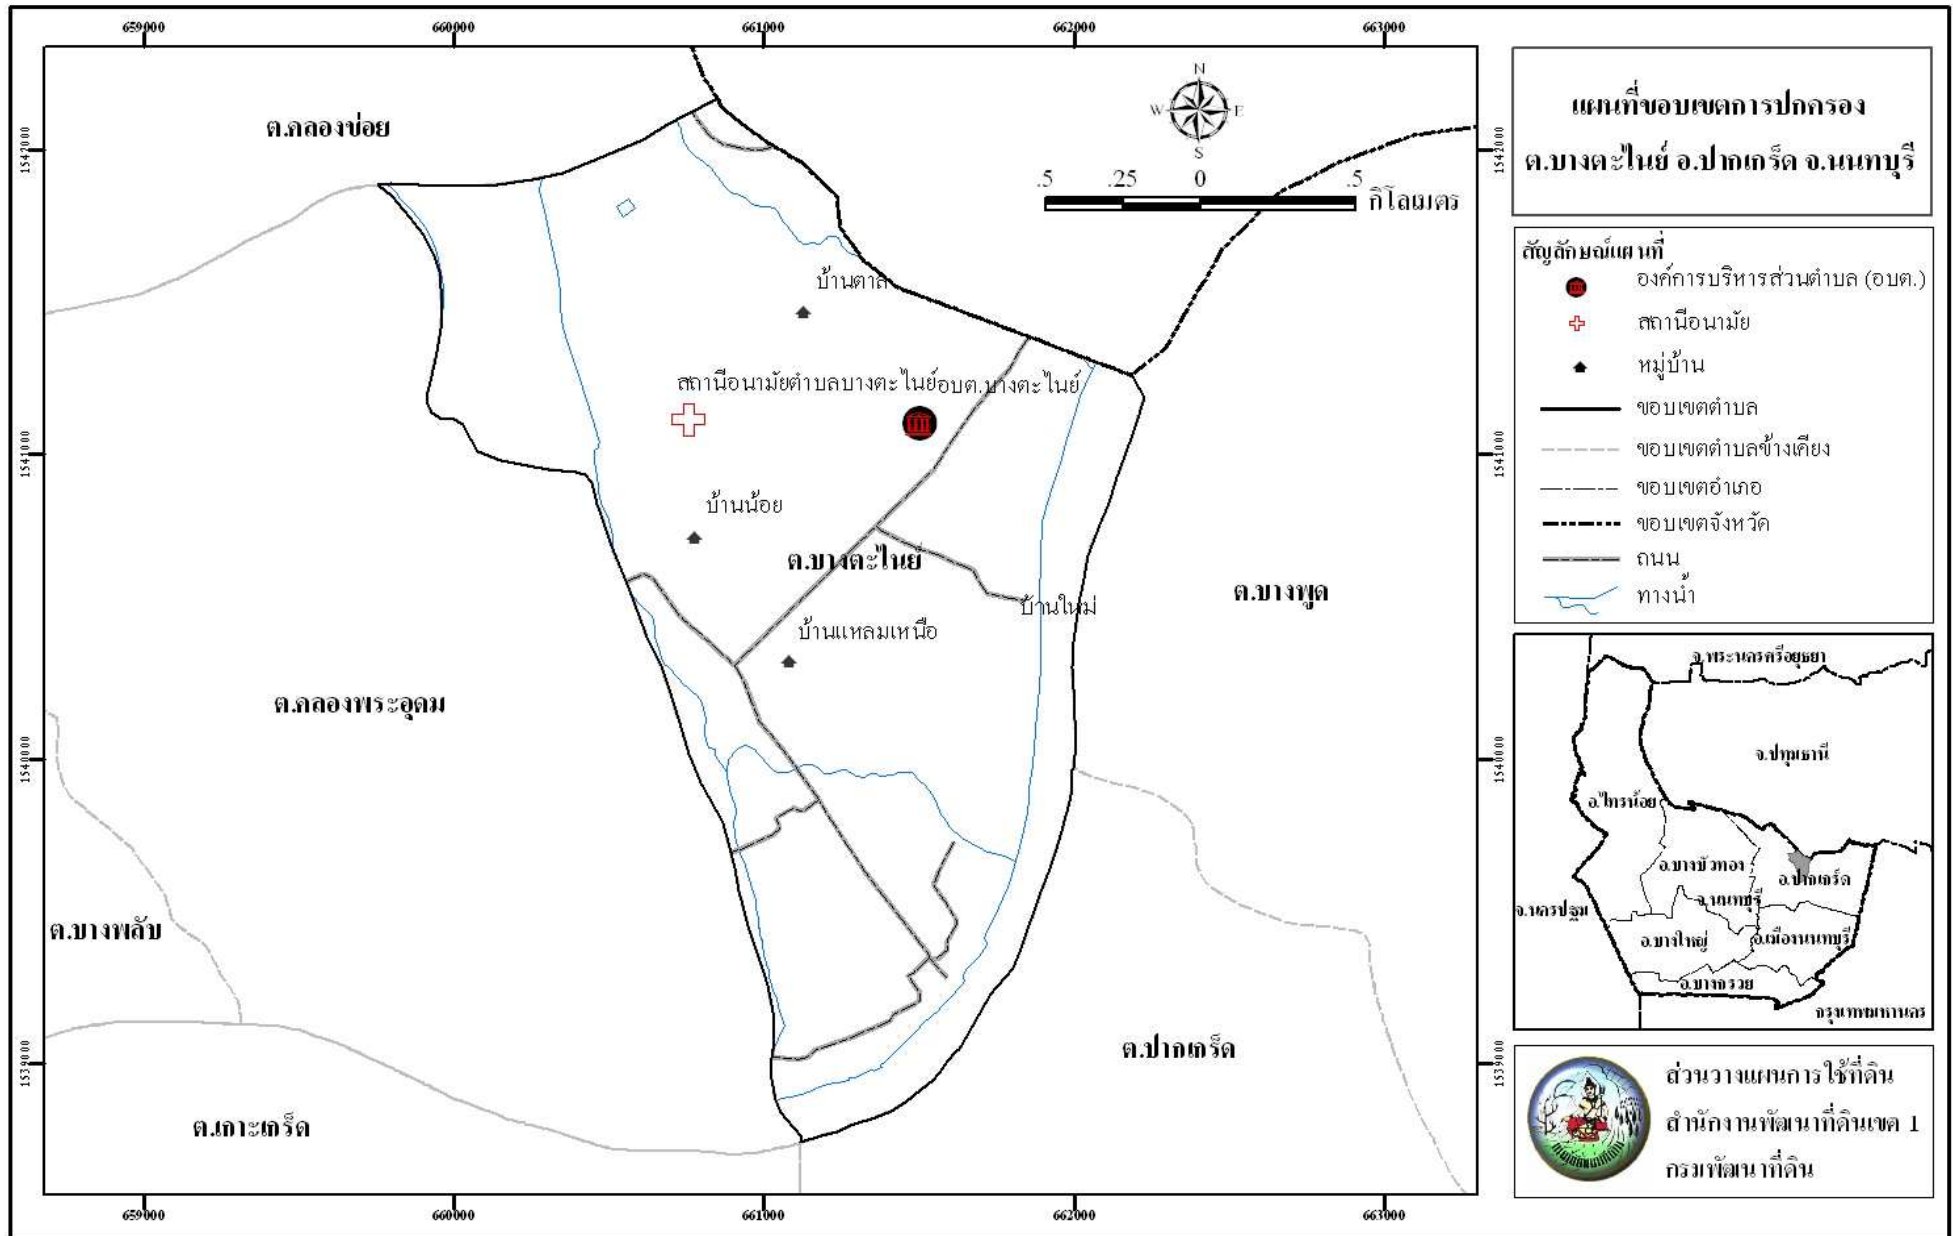 659000
660000
661000
662000
663000
1542000
1541000
1540000
1539000
1542000
1541000
1540000
1539000
N
W
E
S
.5 .25 0 .5
กิโลเมตร
ต.คลองข่อย
บ้านตาล
สถานีอนามัยตำบลบางตะไนย์
อบต.บางตะไนย์
บ้านน้อย
ต.บางตะไนย์
บ้านใหม่
ต.บางพูด
บ้านแหลมเหนือ
ต.คลองพระอุดม
ต.บางพลับ
ต.ปากเกร็ด
ต.เกาะเกร็ด
659000
660000
661000
662000
663000
แผนที่ขอบเขตการปกครอง
ต.บางตะไนย์ อ.ปากเกร็ด จ.นนทบุรี
สัญลักษณ์แผนที่
องค์การบริหารส่วนตำบล (อบต.)
สถานีอนามัย
หมู่บ้าน
ขอบเขตตำบล
ขอบเขตตำบลข้างเคียง
ขอบเขตอำเภอ
ขอบเขตจังหวัด
ถนน
ทางน้ำ
จ.พระนครศรีอยุธยา
จ.ปทุมธานี
อ.ไทรน้อย
อ.บางบัวทอง
อ.ปากเกร็ด
จ.นนทบุรี
จ.นครปฐม
อ.บางใหญ่
อ.เมืองนนทบุรี
อ.บางกรวย
กรุงเทพมหานคร
ส่วนวางแผนการใช้ที่ดิน
สำนักงานพัฒนาที่ดินเขต 1
กรมพัฒนาที่ดิน